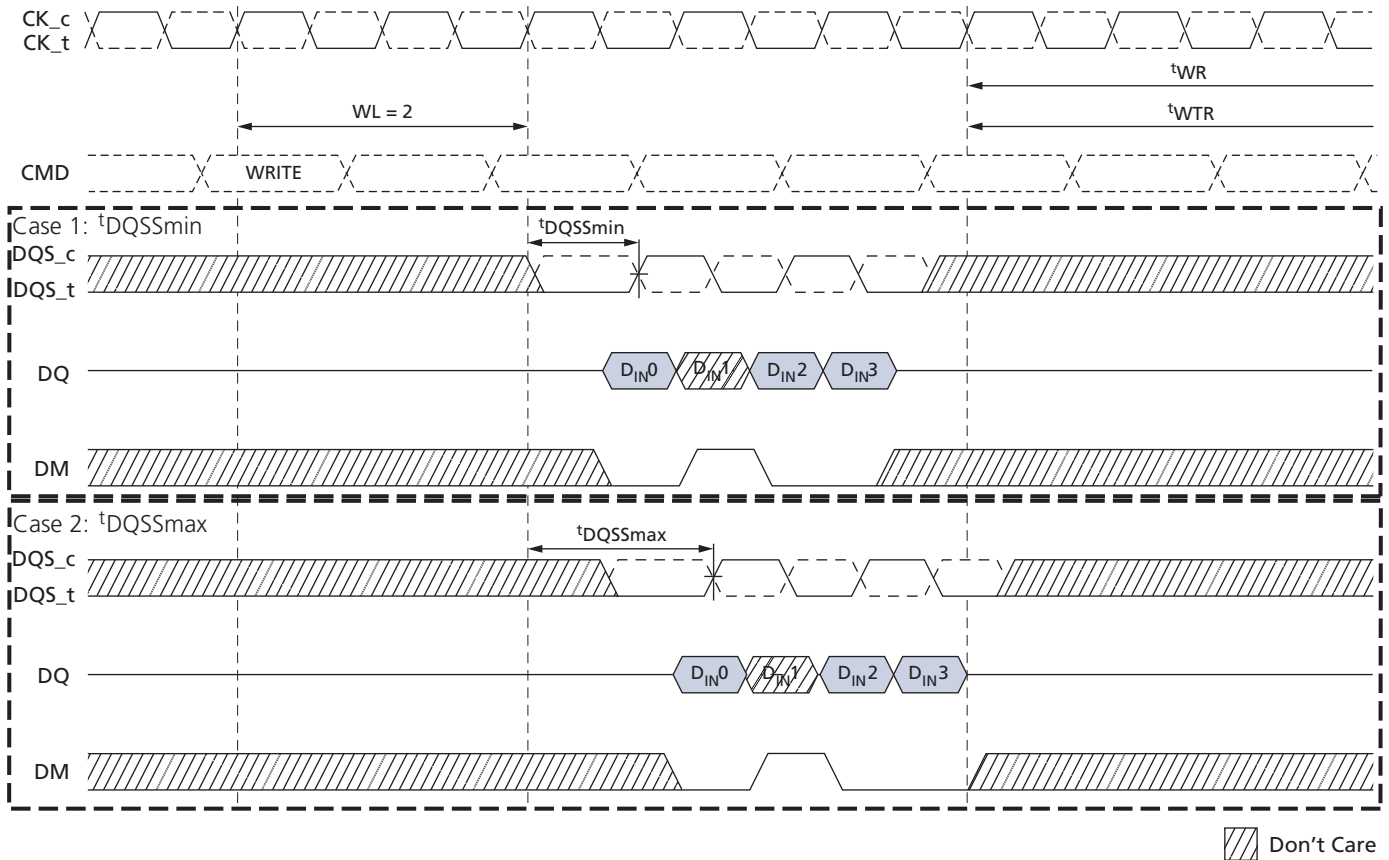 CK_c
CK_t
tWR
WL = 2
tWTR
CMD
WRITE
Case 1: tDQSSmin
tDQSSmin
DQS_c
DQS_t
DQ
DIN0 DIN1 DIN2 DIN3
DM
Case 2: tDQSSmax
tDQSSmax
DQS_c
DQS_t
DQ
DIN0 DIN1 DIN2 DIN3
DM
Don't Care